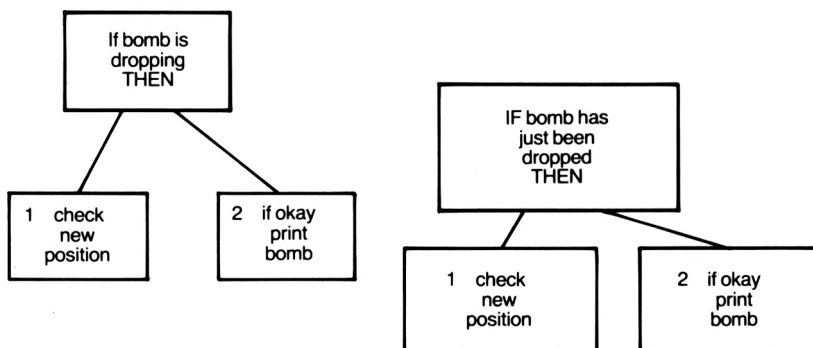 If bomb is
dropping
THEN
1 check
new
position
2 if okay
print
bomb
IF bomb has
just been
dropped
THEN
1 check
new
position
2 if okay
print
bomb